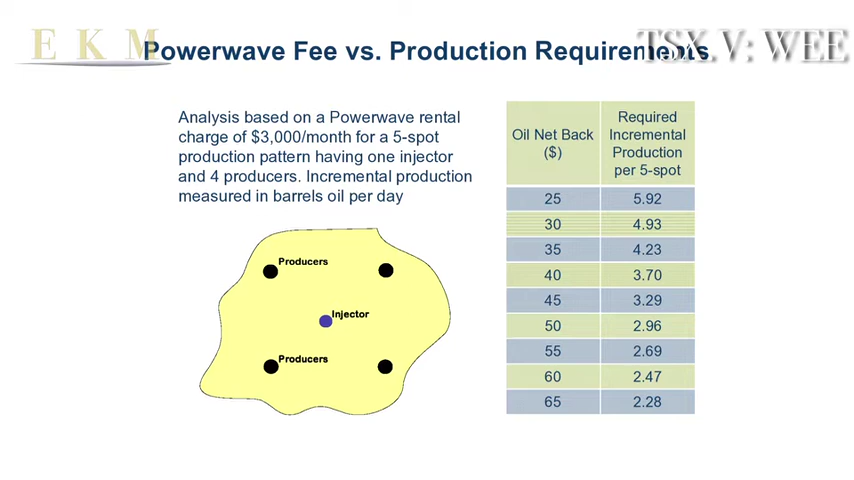 E K M
TSX.V: WEE
Powerwave Fee vs. Production Requirements
Analysis based on a Powerwave rental
charge of $3,000/month for a 5-spot
production pattern having one injector
and 4 producers. Incremental production
measured in barrels oil per day
Producers
Injector
Producers
Oil Net Back
($)
Required
Incremental
Production
per 5-spot
25 5.92
30 4.93
35 4.23
40 3.70
45 3.29
50 2.96
55 2.69
60 2.47
65 2.28